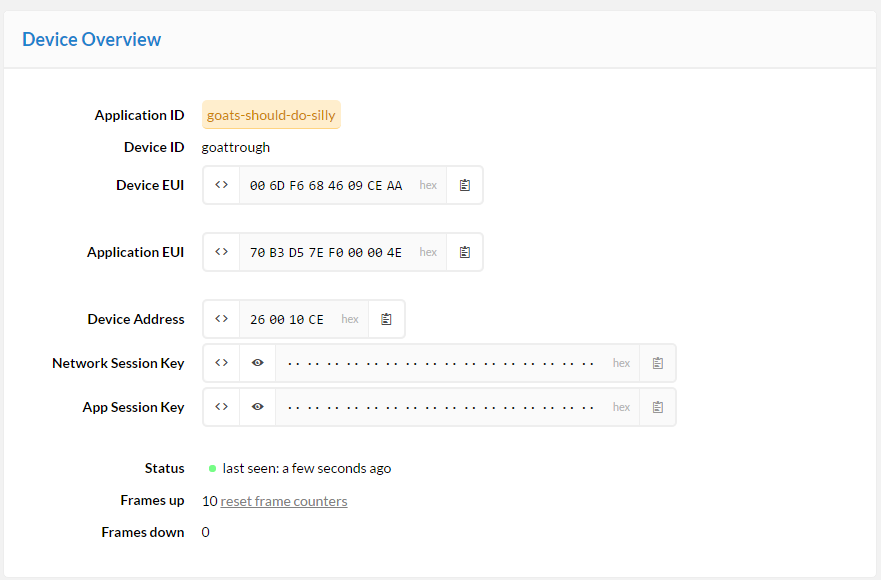 Device Overview
Application ID goats-should-do-silly
Device ID goattrough
Device EUI <> 00 6D F6 68 46 09 CE AA hex
Application EUI <> 70 B3 D5 7E F0 00 00 4E hex
Device Address <> 26 00 10 CE hex
Network Session Key <> ·· ·· ·· ·· ·· ·· ·· ·· ·· ·· ·· ·· ·· ·· ·· ·· hex
App Session Key <> ·· ·· ·· ·· ·· ·· ·· ·· ·· ·· ·· ·· ·· ·· ·· ·· hex
Status last seen: a few seconds ago
Frames up 10 reset frame counters
Frames down 0